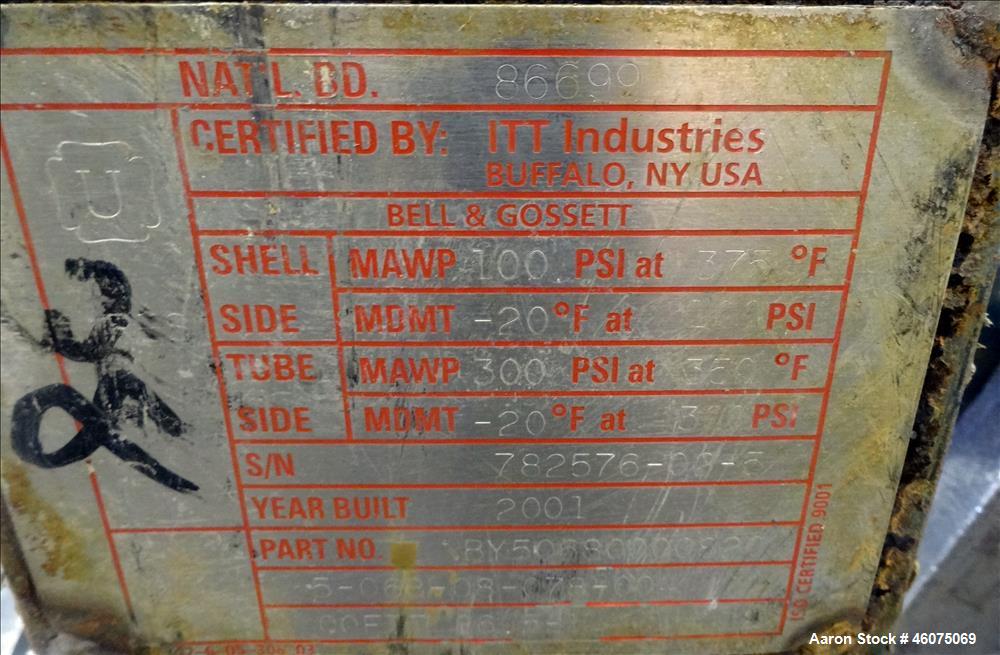 NAT'L. BD. 86699
U
CERTIFIED BY: ITT Industries
BUFFALO, NY USA
BELL & GOSSETT
SHELL MAWP 100 PSI at 375 °F
SIDE MDMT -20 °F at PSI
TUBE MAWP 300 PSI at 350 °F
SIDE MDMT -20 °F at PSI
S/N
YEAR BUILT 2001
PART NO.
ISO CERTIFIED 9001
Aaron Stock # 46075069